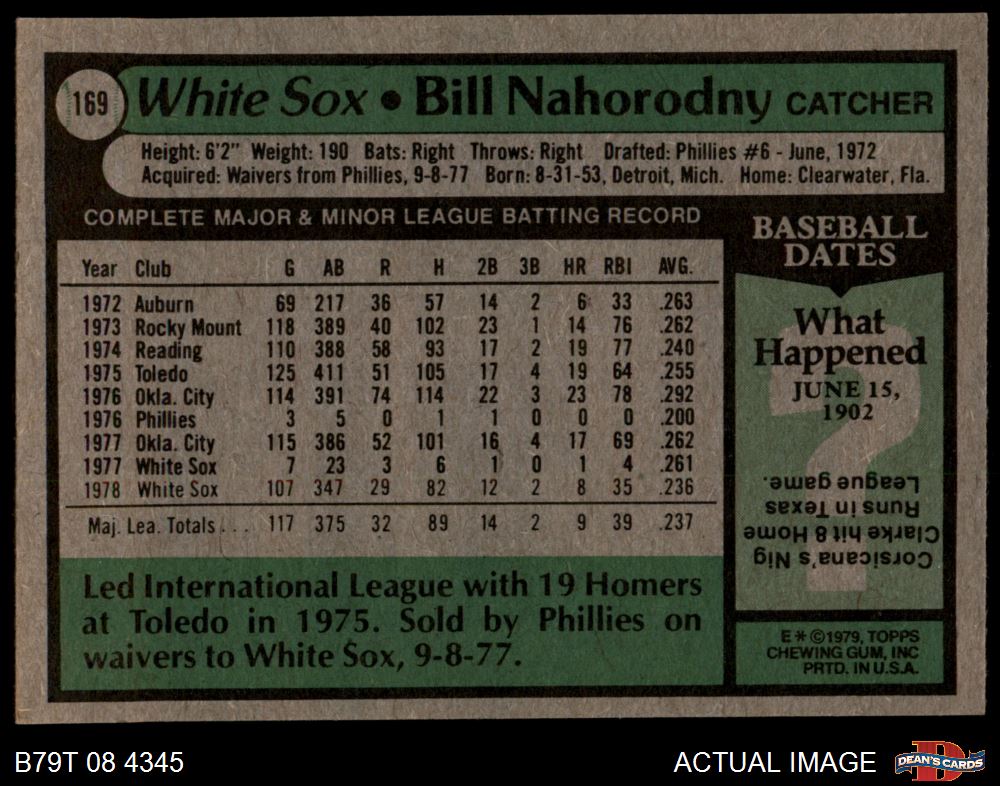 169 White Sox • Bill Nahorodny CATCHER
Height: 6'2" Weight: 190 Bats: Right Throws: Right Drafted: Phillies #6 - June, 1972
Acquired: Waivers from Phillies, 9-8-77 Born: 8-31-53, Detroit, Mich. Home: Clearwater, Fla.
COMPLETE MAJOR & MINOR LEAGUE BATTING RECORD
Year Club G AB R H 2B 3B HR RBI AVG.
1972 Auburn 69 217 36 57 14 2 6 33 .263
1973 Rocky Mount 118 389 40 102 23 1 14 76 .262
1974 Reading 110 388 58 93 17 2 19 77 .240
1975 Toledo 125 411 51 105 17 4 19 64 .255
1976 Okla. City 114 391 74 114 22 3 23 78 .292
1976 Phillies 3 5 0 1 1 0 0 0 .200
1977 Okla. City 115 386 52 101 16 4 17 69 .262
1977 White Sox 7 23 3 6 1 0 1 4 .261
1978 White Sox 107 347 29 82 12 2 8 35 .236
Maj. Lea. Totals . . . 117 375 32 89 14 2 9 39 .237
Led International League with 19 Homers
at Toledo in 1975. Sold by Phillies on
waivers to White Sox, 9-8-77.
BASEBALL
DATES
What
Happened
JUNE 15,
1902
?
Corsicana's Nig
Clarke hit 8 Home
Runs in Texas
League game.
E * ©1979, TOPPS
CHEWING GUM, INC
PRTD. IN U.S.A.
B79T 08 4345
ACTUAL IMAGE
D
DEAN'S CARDS